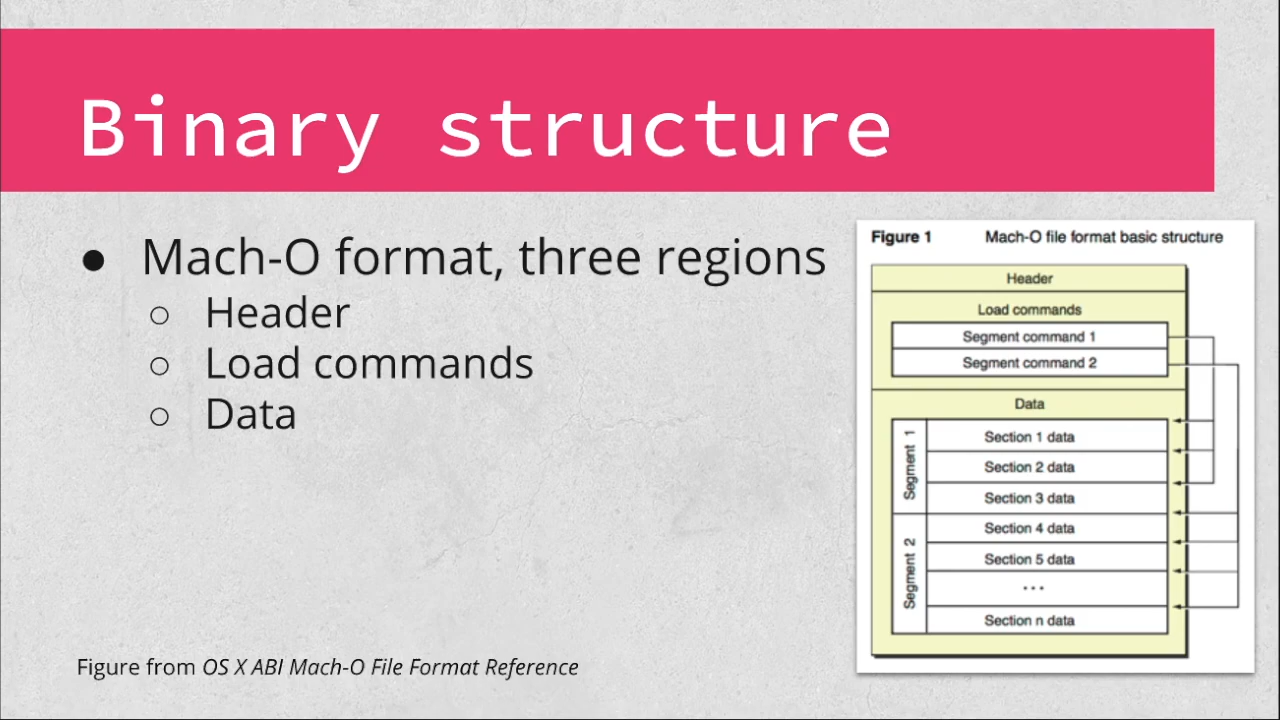 Binary structure
● Mach-O format, three regions
○ Header
○ Load commands
○ Data
Figure 1 Mach-O file format basic structure
Header
Load commands
Segment command 1
Segment command 2
Data
Segment 1
Section 1 data
Section 2 data
Section 3 data
Segment 2
Section 4 data
Section 5 data
...
Section n data
Figure from OS X ABI Mach-O File Format Reference